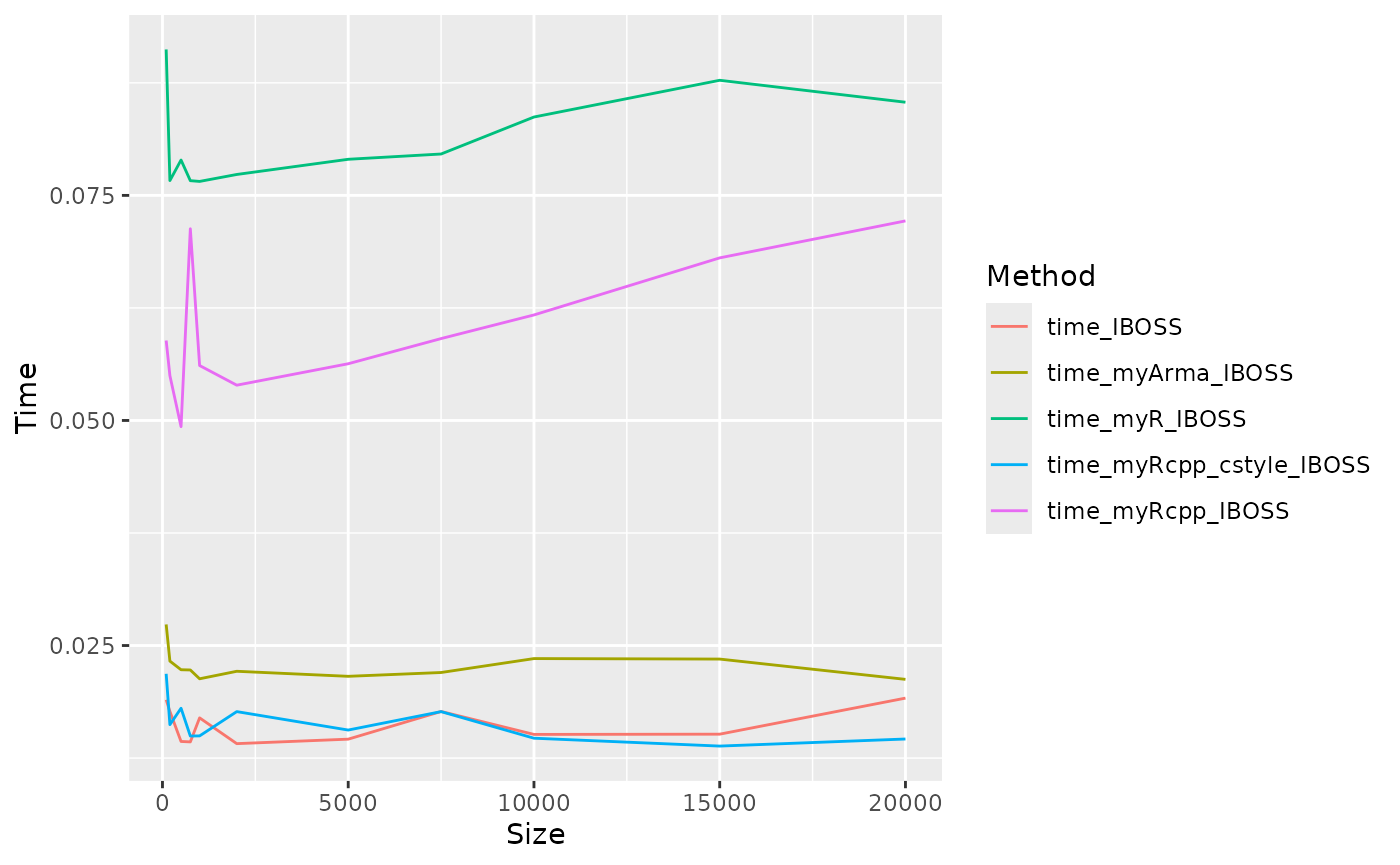 Time
0.075
0.050
0.025
0
5000
10000
15000
20000
Size
Method
time_IBOSS
time_myArma_IBOSS
time_myR_IBOSS
time_myRcpp_cstyle_IBOSS
time_myRcpp_IBOSS